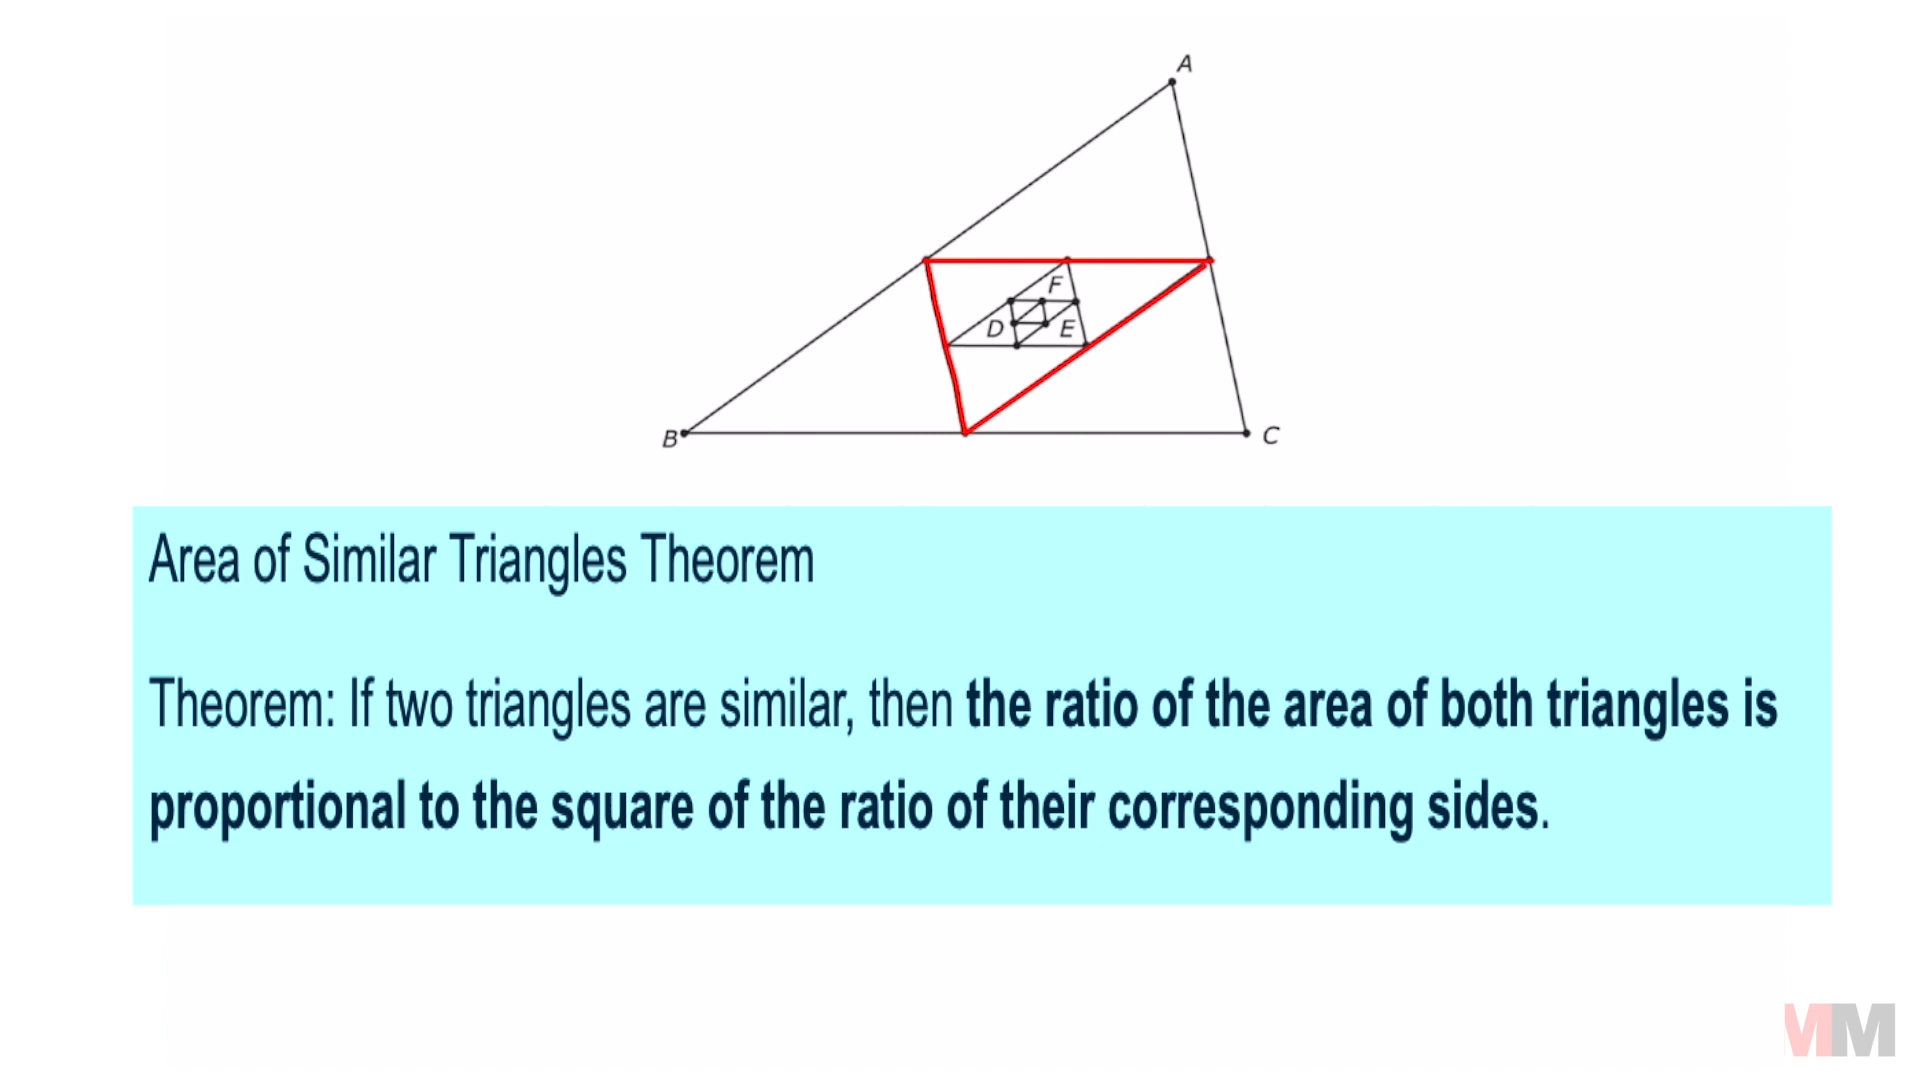 A
F
D E
B C
Area of Similar Triangles Theorem
Theorem: If two triangles are similar, then the ratio of the area of both triangles is
proportional to the square of the ratio of their corresponding sides.
MM